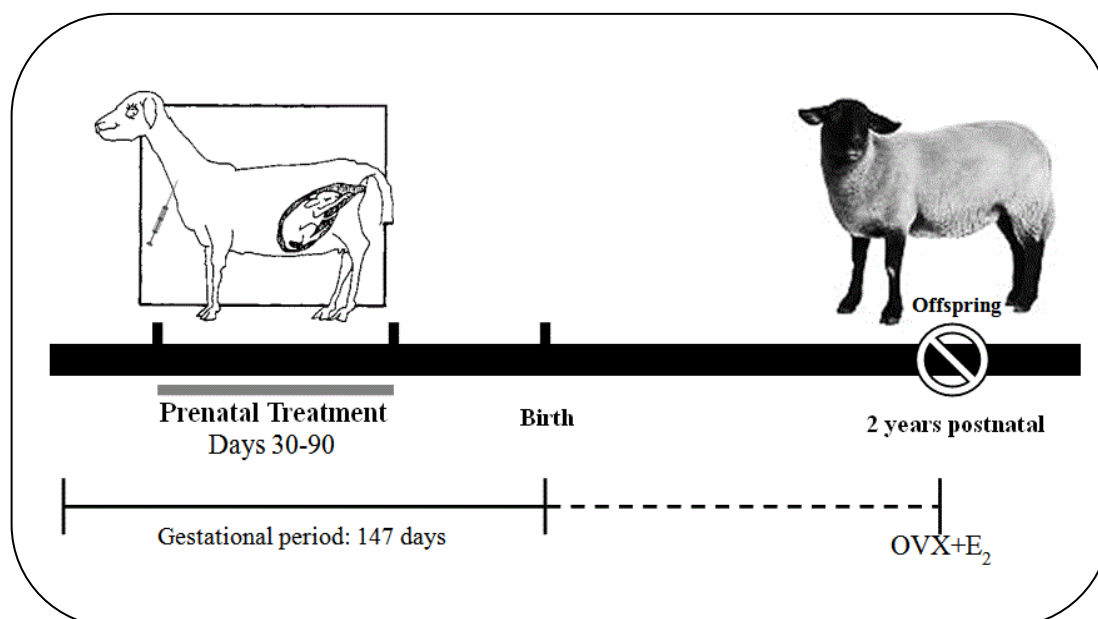 Offspring
Prenatal Treatment
Days 30-90
Birth
2 years postnatal
Gestational period: 147 days
OVX+E₂